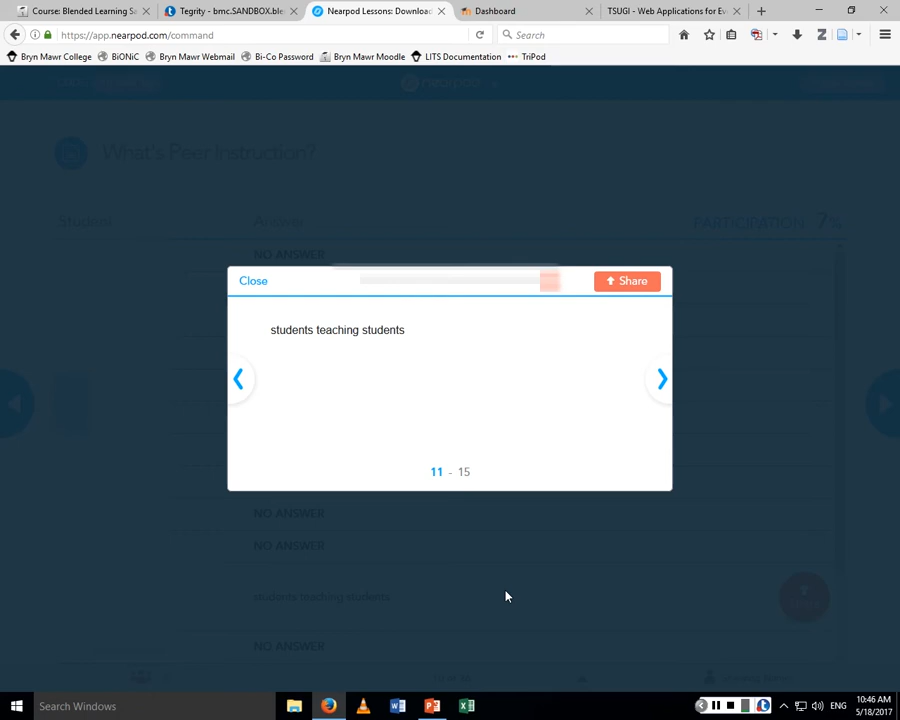 Course: Blended Learning Sa
Tegrity - bmc.SANDBOX.ble
Nearpod Lessons: Download
Dashboard
TSUGI - Web Applications for Ev
https://app.nearpod.com/command
Search
Bryn Mawr College
BiONiC
Bryn Mawr Webmail
Bi-Co Password
Bryn Mawr Moodle
LITS Documentation
TriPod
nearpod
What's Peer Instruction?
Student
Answer
PARTICIPATION 7%
NO ANSWER
Close
Share
students teaching students
11 - 15
NO ANSWER
NO ANSWER
students teaching students
NO ANSWER
Search Windows
ENG
10:46 AM
5/18/2017